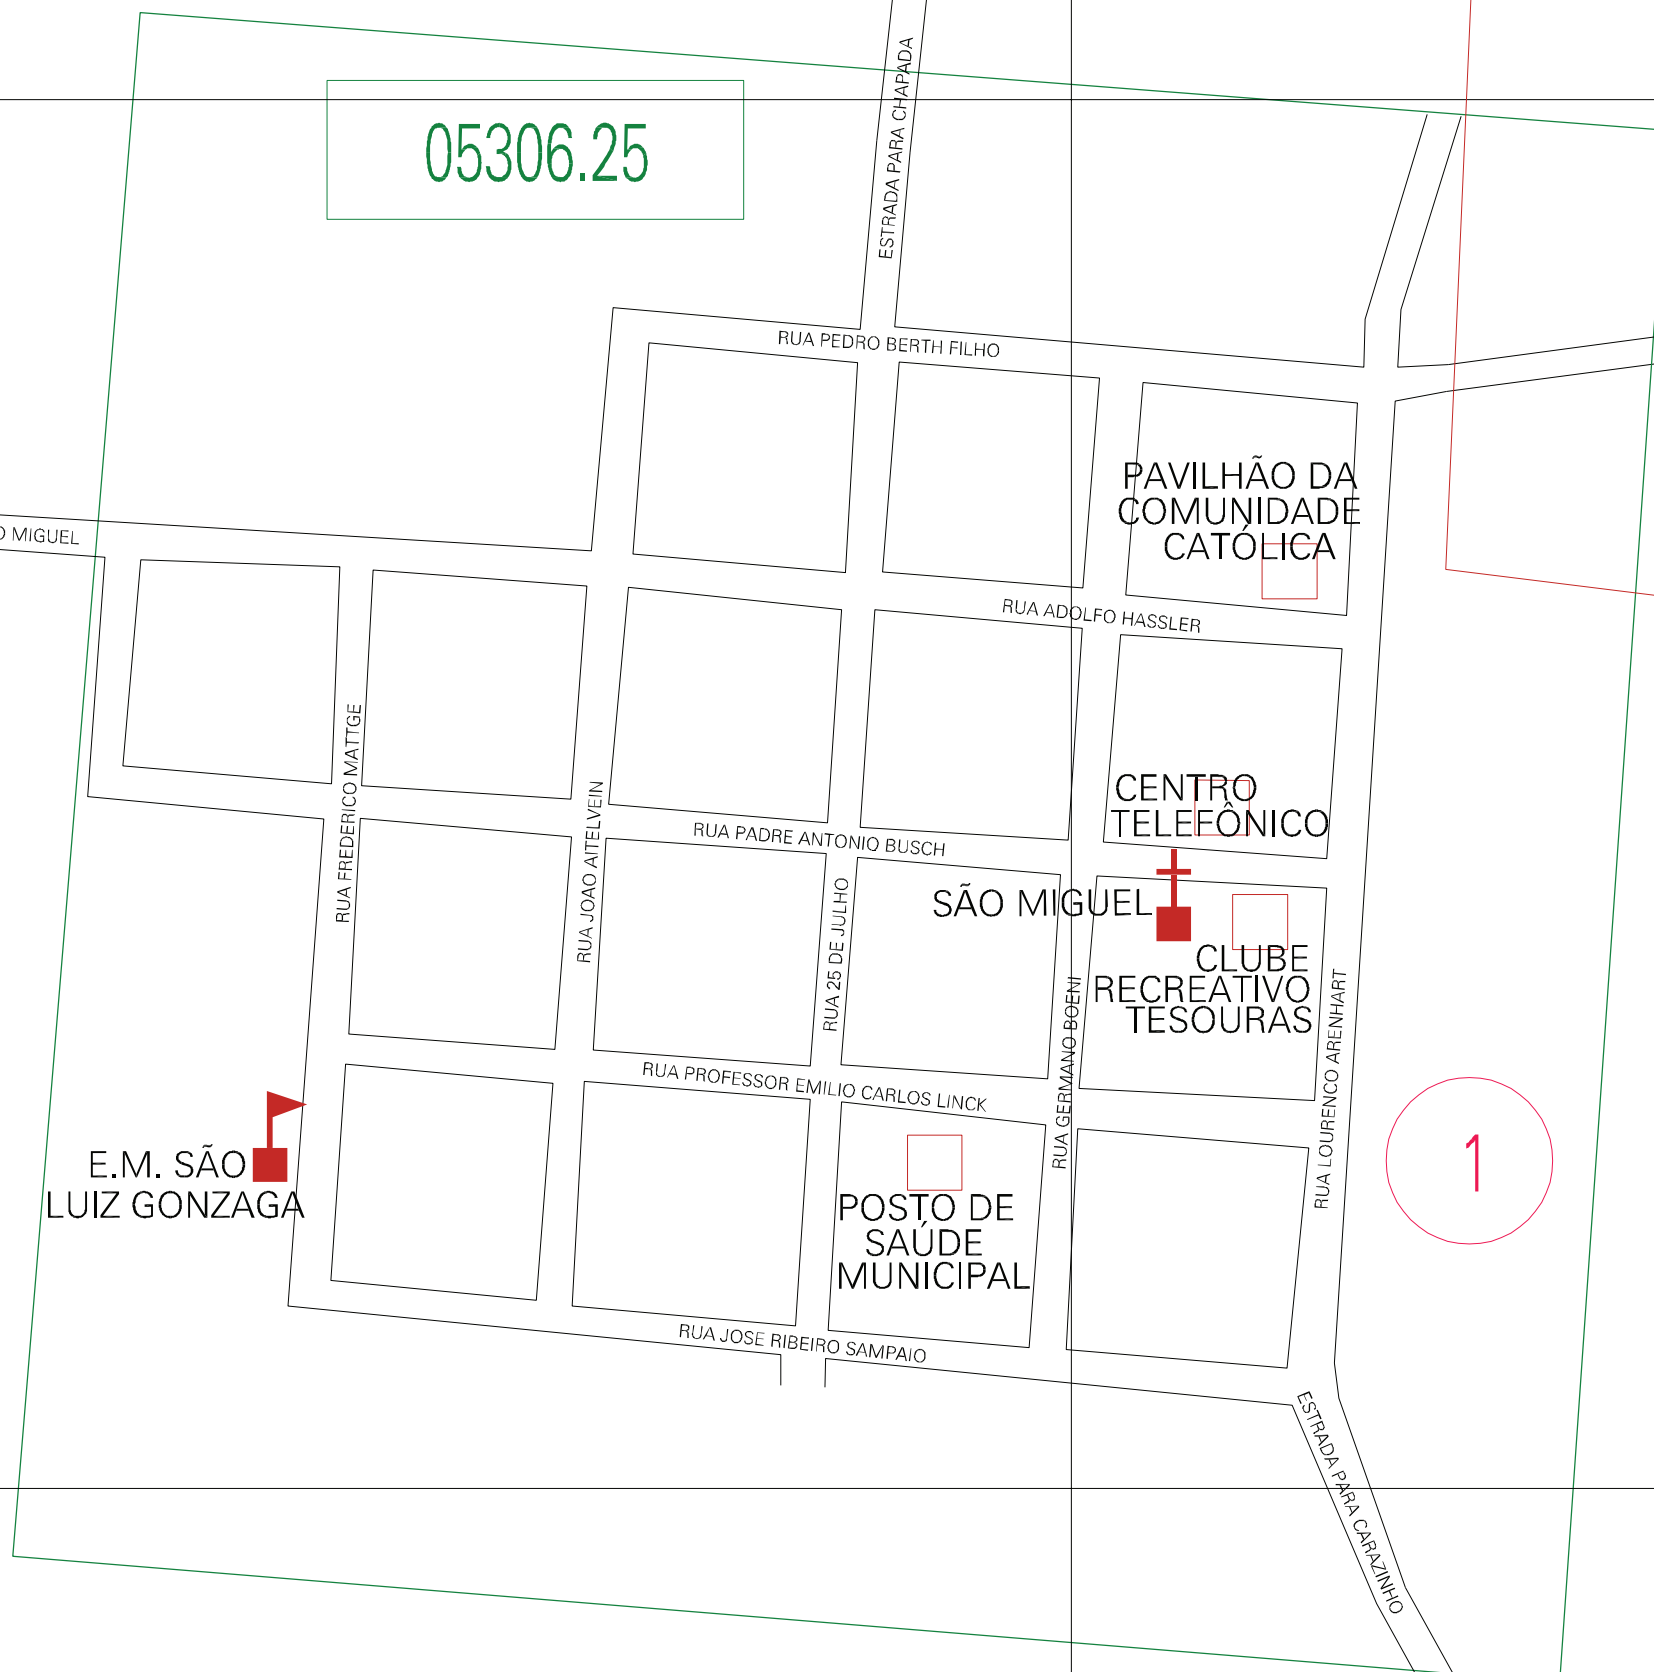 ESTRADA PARA CHAPADA
05306.25
RUA PEDRO BERTH FILHO
PAVILHÃO DA
COMUNIDADE
CATÓLICA
O MIGUEL
RUA ADOLFO HASSLER
RUA FREDERICO MATTGE
RUA JOAO AITELVEIN
CENTRO
TELEFÔNICO
RUA PADRE ANTONIO BUSCH
RUA 25 DE JULHO
SÃO MIGUEL
CLUBE
RECREATIVO
TESOURAS
RUA GERMANO BOENI
RUA LOURENCO ARENHART
RUA PROFESSOR EMILIO CARLOS LINCK
E.M. SÃO
LUIZ GONZAGA
1
POSTO DE
SAÚDE
MUNICIPAL
RUA JOSE RIBEIRO SAMPAIO
ESTRADA PARA CARAZINHO